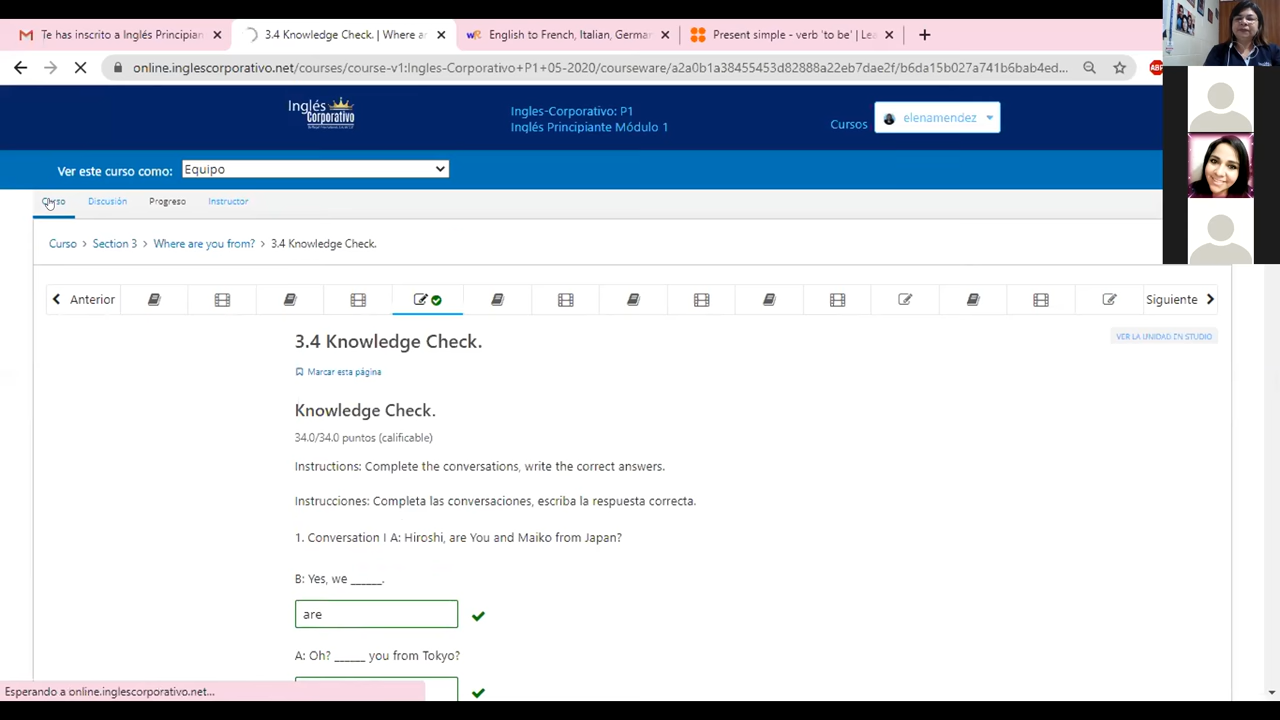 Te has inscrito a Inglés Principian
3.4 Knowledge Check. | Where ar
English to French, Italian, German
Present simple - verb 'to be' | Lea
online.inglescorporativo.net/courses/course-v1:Ingles-Corporativo+P1+05-2020/courseware/a2a0b1a38455453d82888a22eb7dae2f/b6da15b027a741b6bab4ed...
ABP
Inglés Corporativo
Ingles-Corporativo: P1
Inglés Principiante Módulo 1
Cursos
elenamendez
Ver este curso como:
Equipo
Curso
Discusión
Progreso
Instructor
Curso > Section 3 > Where are you from? > 3.4 Knowledge Check.
Anterior
Siguiente
3.4 Knowledge Check.
VER LA UNIDAD EN STUDIO
Marcar esta página
Knowledge Check.
34.0/34.0 puntos (calificable)
Instructions: Complete the conversations, write the correct answers.
Instrucciones: Completa las conversaciones, escriba la respuesta correcta.
1. Conversation I A: Hiroshi, are You and Maiko from Japan?
B: Yes, we ______.
are
A: Oh? ______ you from Tokyo?
Esperando a online.inglescorporativo.net...